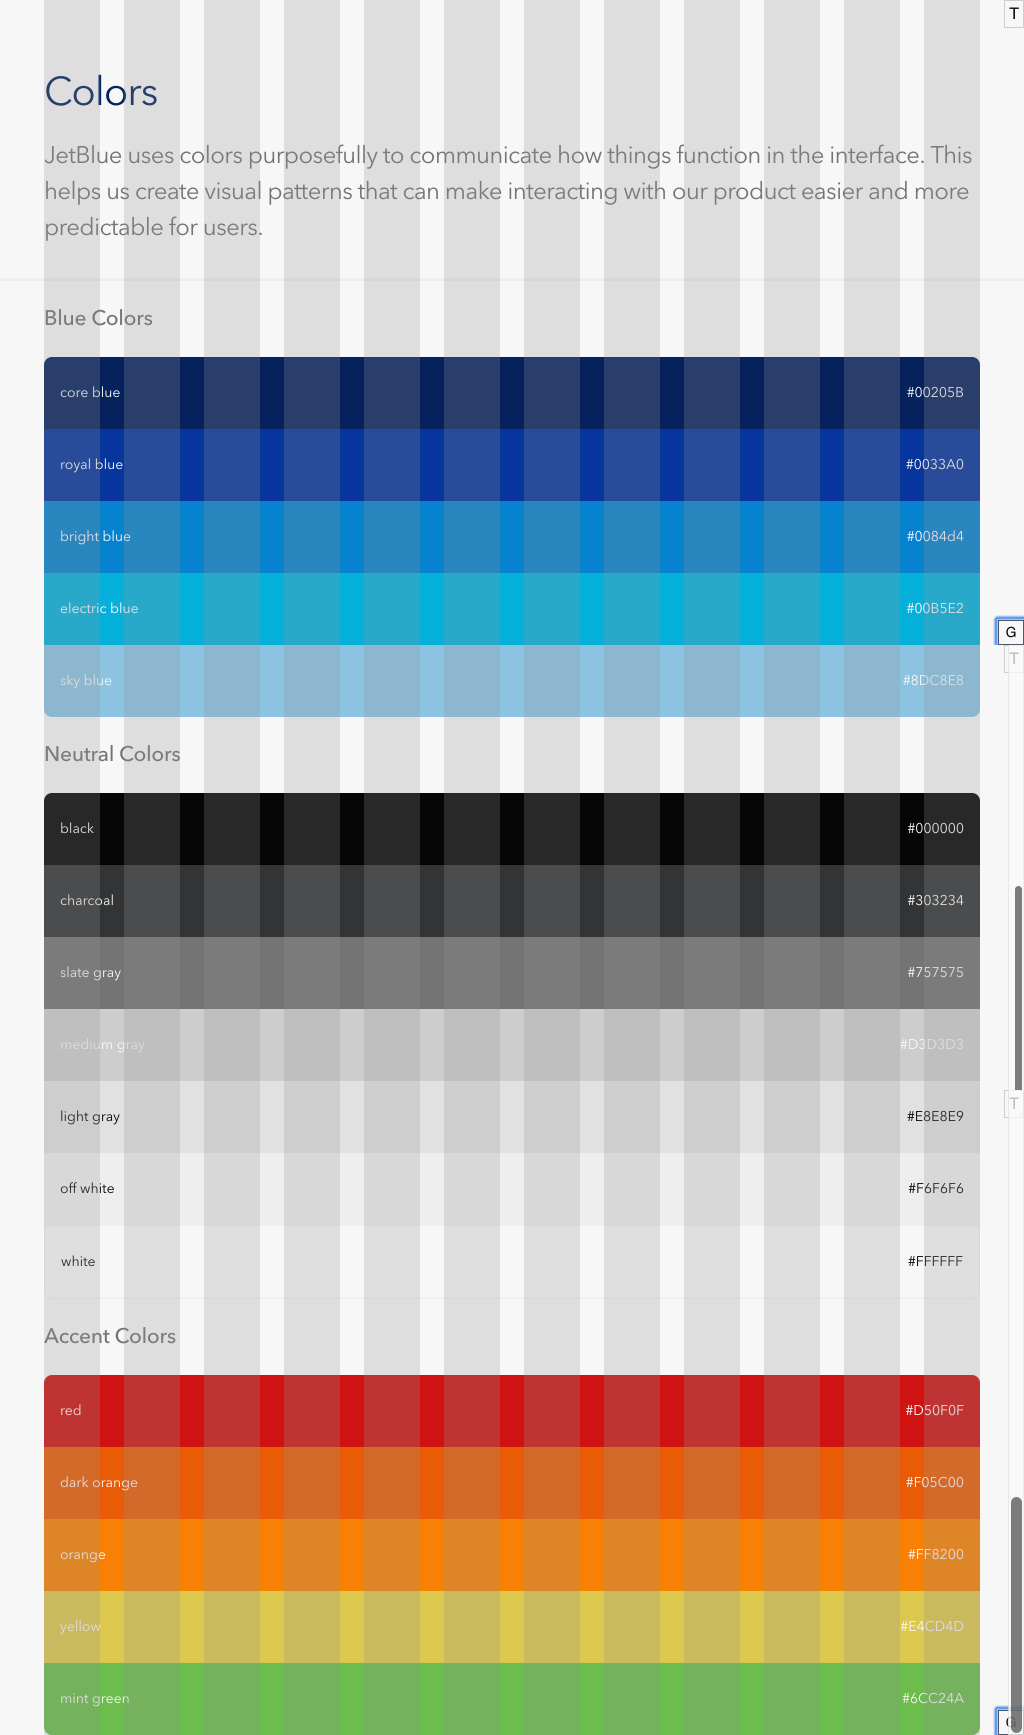 T
Colors
JetBlue uses colors purposefully to communicate how things function in the interface. This
helps us create visual patterns that can make interacting with our product easier and more
predictable for users.
Blue Colors
core blue #00205B
royal blue #0033A0
bright blue #0084d4
electric blue #00B5E2
G
T
sky blue #8DC8E8
Neutral Colors
black #000000
charcoal #303234
slate gray #757575
medium gray #D3D3D3
T
light gray #E8E8E9
off white #F6F6F6
white #FFFFFF
Accent Colors
red #D50F0F
dark orange #F05C00
orange #FF8200
yellow #E4CD4D
mint green #6CC24A
G